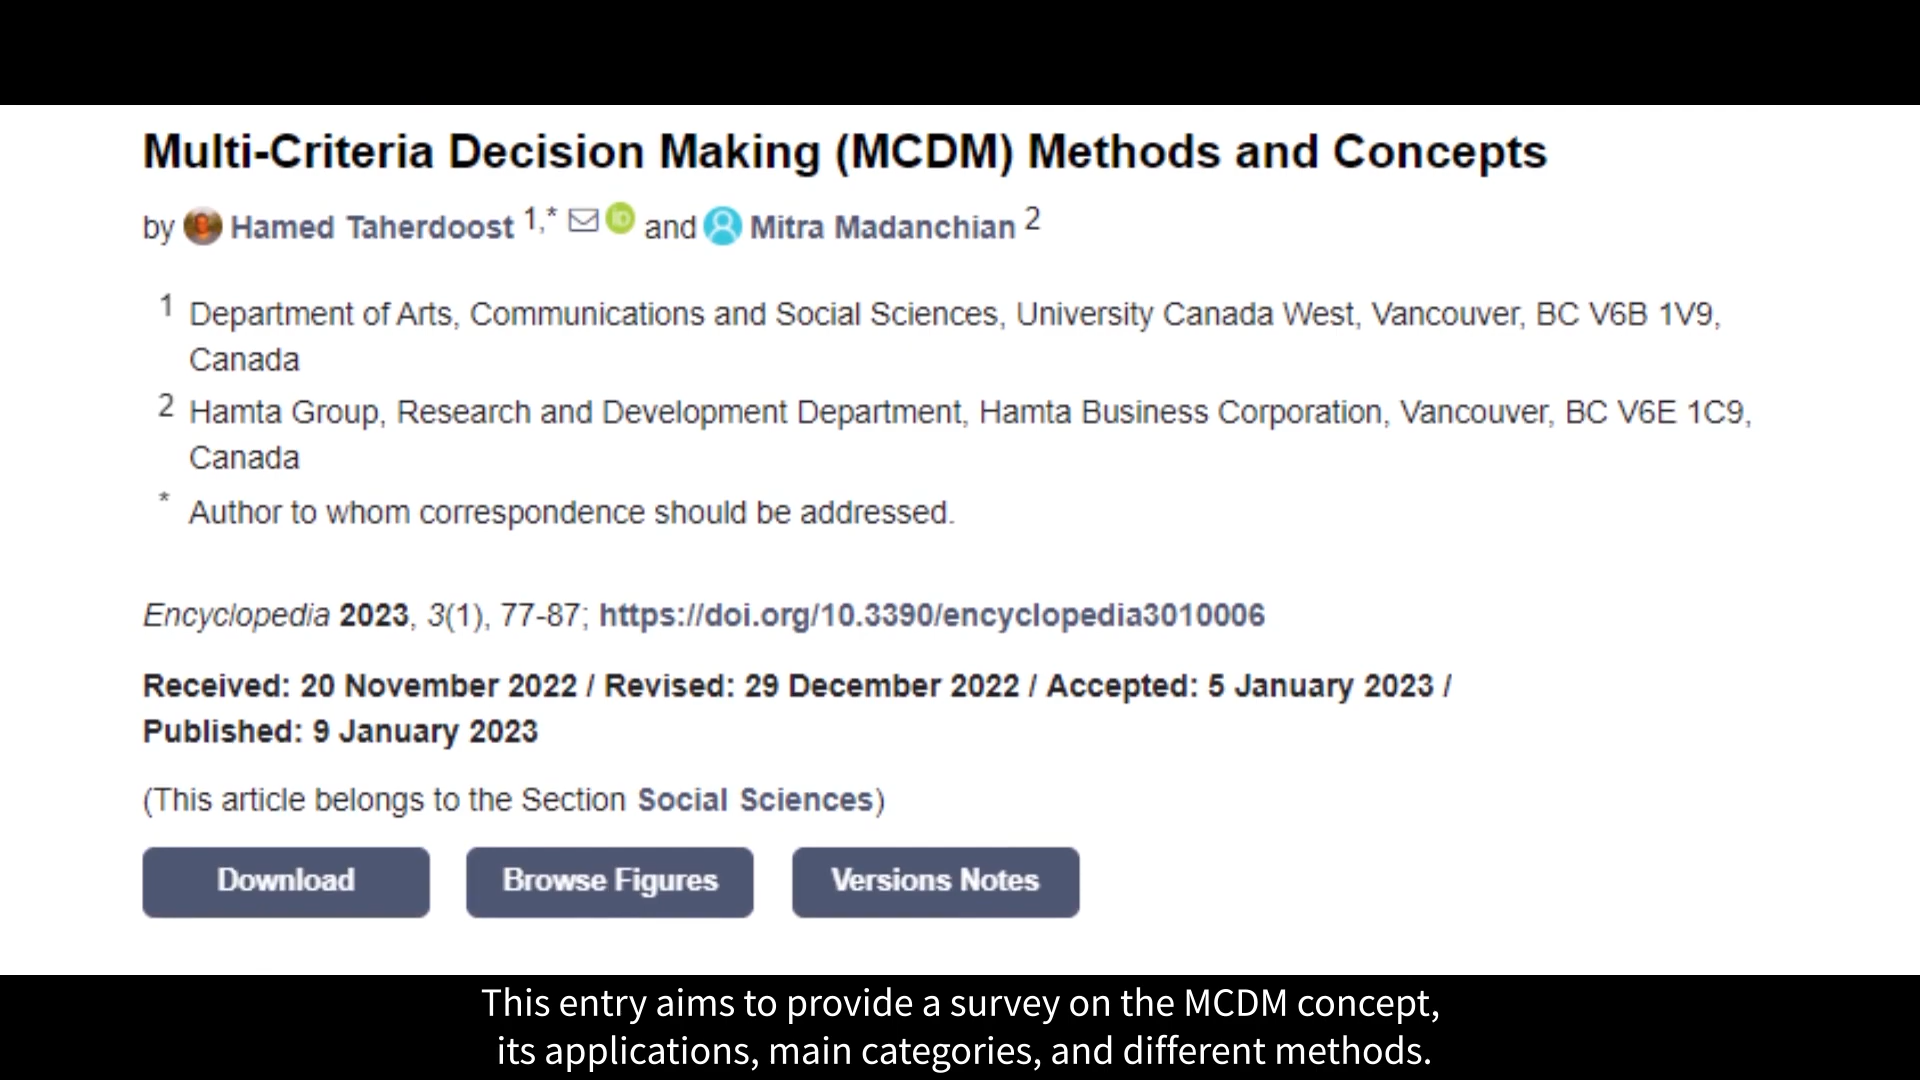 Multi-Criteria Decision Making (MCDM) Methods and Concepts
by Hamed Taherdoost 1,* iD and Mitra Madanchian 2
1 Department of Arts, Communications and Social Sciences, University Canada West, Vancouver, BC V6B 1V9,
Canada
2 Hamta Group, Research and Development Department, Hamta Business Corporation, Vancouver, BC V6E 1C9,
Canada
* Author to whom correspondence should be addressed.
Encyclopedia 2023, 3(1), 77-87; https://doi.org/10.3390/encyclopedia3010006
Received: 20 November 2022 / Revised: 29 December 2022 / Accepted: 5 January 2023 /
Published: 9 January 2023
(This article belongs to the Section Social Sciences)
Download Browse Figures Versions Notes
This entry aims to provide a survey on the MCDM concept,
its applications, main categories, and different methods.